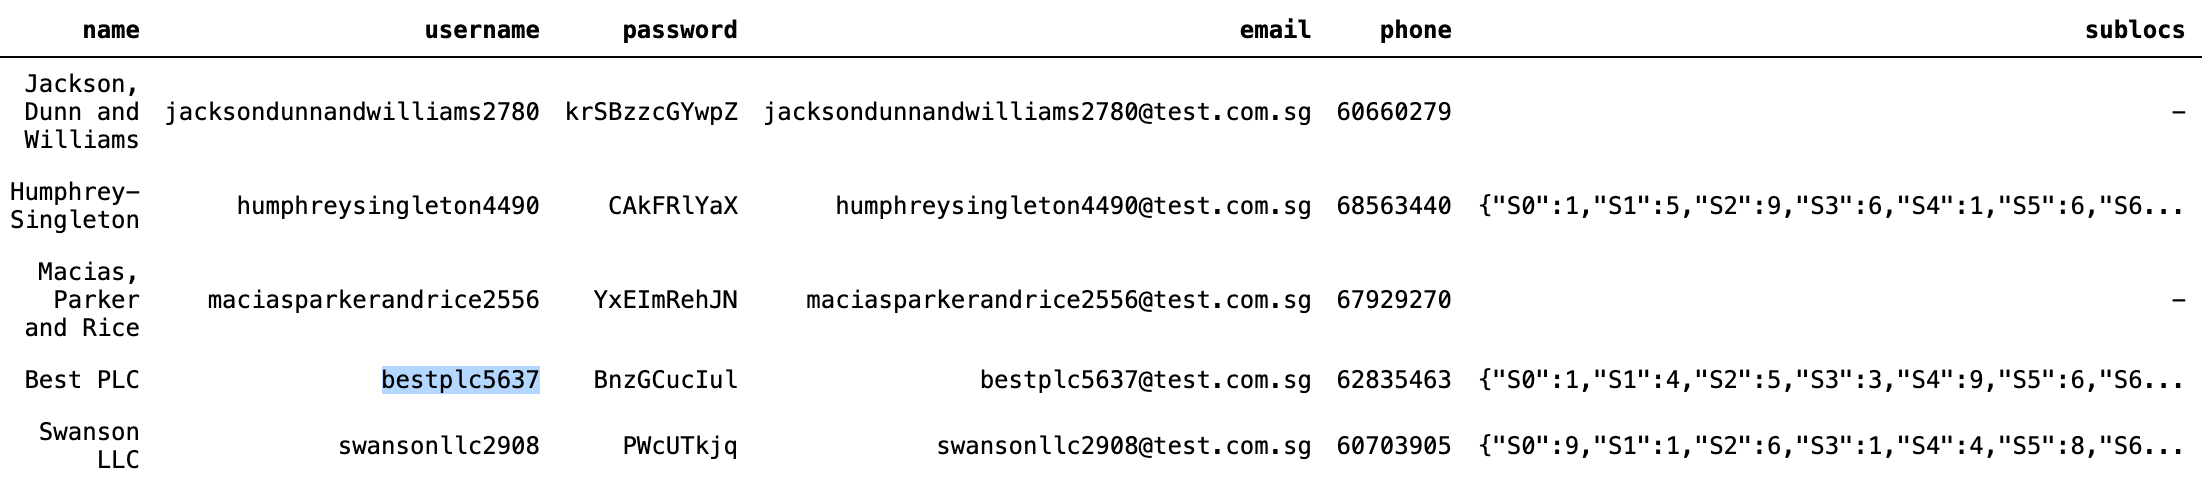 name username password email phone sublocs
Jackson,
Dunn and
Williams jacksondunnandwilliams2780 krSBzzcGYwpZ jacksondunnandwilliams2780@test.com.sg 60660279 –
Humphrey–
Singleton humphreysingleton4490 CAkFRlYaX humphreysingleton4490@test.com.sg 68563440 {"S0":1,"S1":5,"S2":9,"S3":6,"S4":1,"S5":6,"S6...
Macias,
Parker
and Rice maciasparkerandrice2556 YxEImRehJN maciasparkerandrice2556@test.com.sg 67929270 –
Best PLC bestplc5637 BnzGCucIul bestplc5637@test.com.sg 62835463 {"S0":1,"S1":4,"S2":5,"S3":3,"S4":9,"S5":6,"S6...
Swanson
LLC swansonllc2908 PWcUTkjq swansonllc2908@test.com.sg 60703905 {"S0":9,"S1":1,"S2":6,"S3":1,"S4":4,"S5":8,"S6...